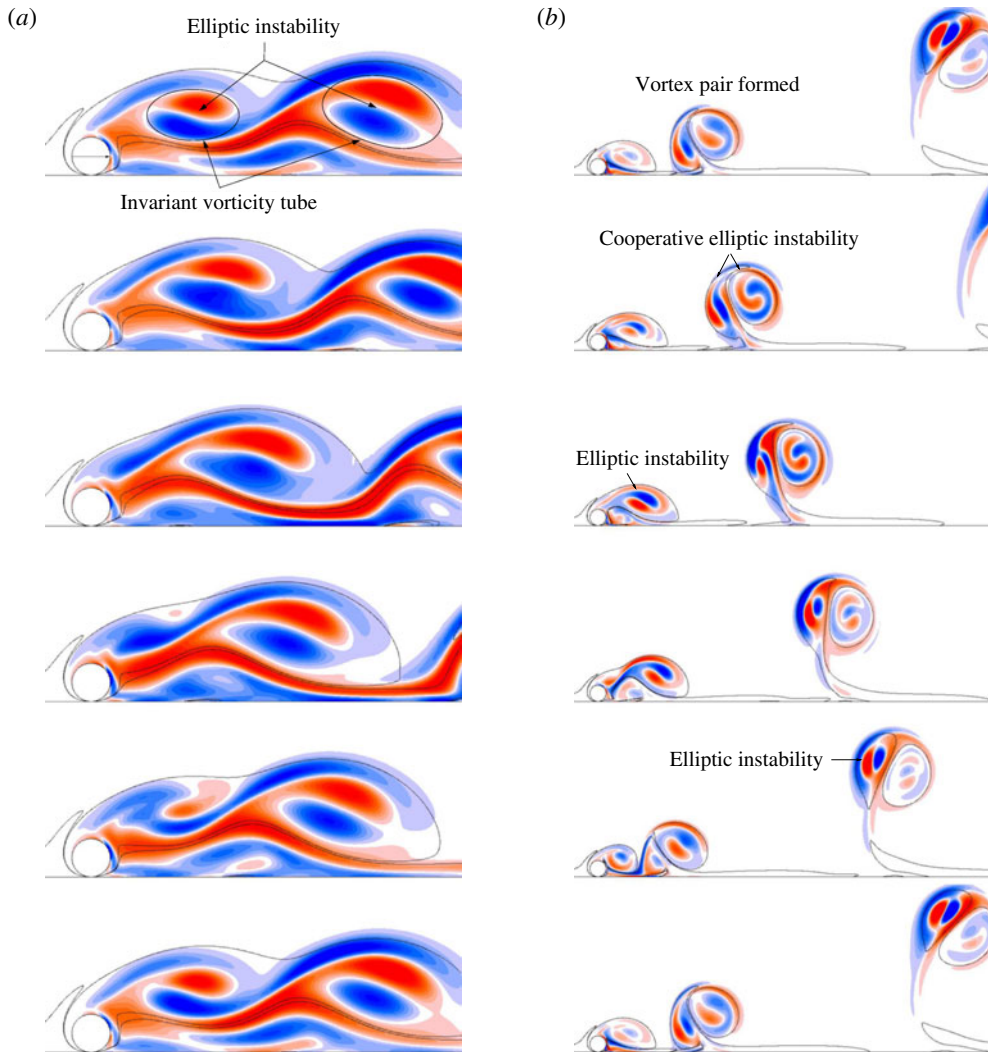 (a)
Elliptic instability
Invariant vorticity tube
(b)
Vortex pair formed
Cooperative elliptic instability
Elliptic instability
Elliptic instability